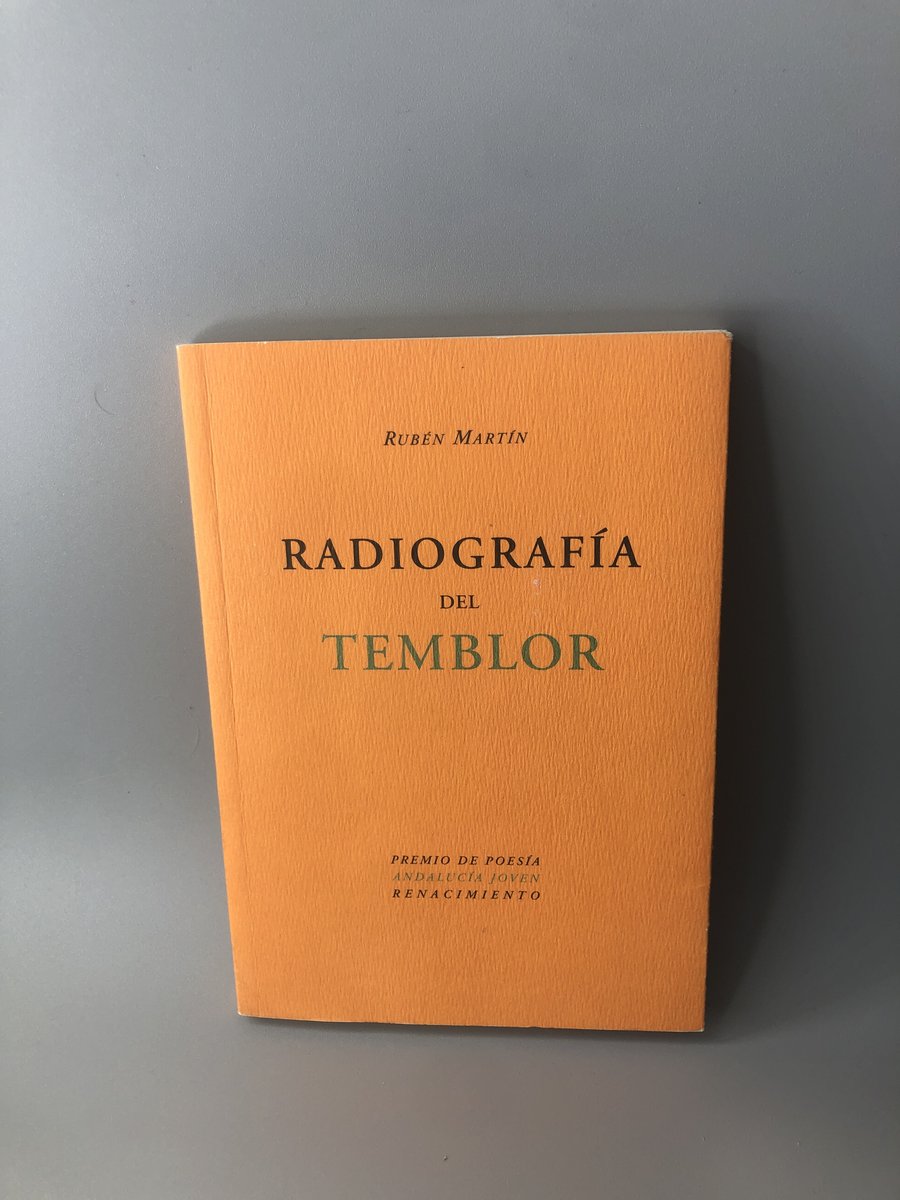 Rubén Martín
RADIOGRAFÍA
DEL
TEMBLOR
PREMIO DE POESÍA
ANDALUCÍA JOVEN
RENACIMIENTO